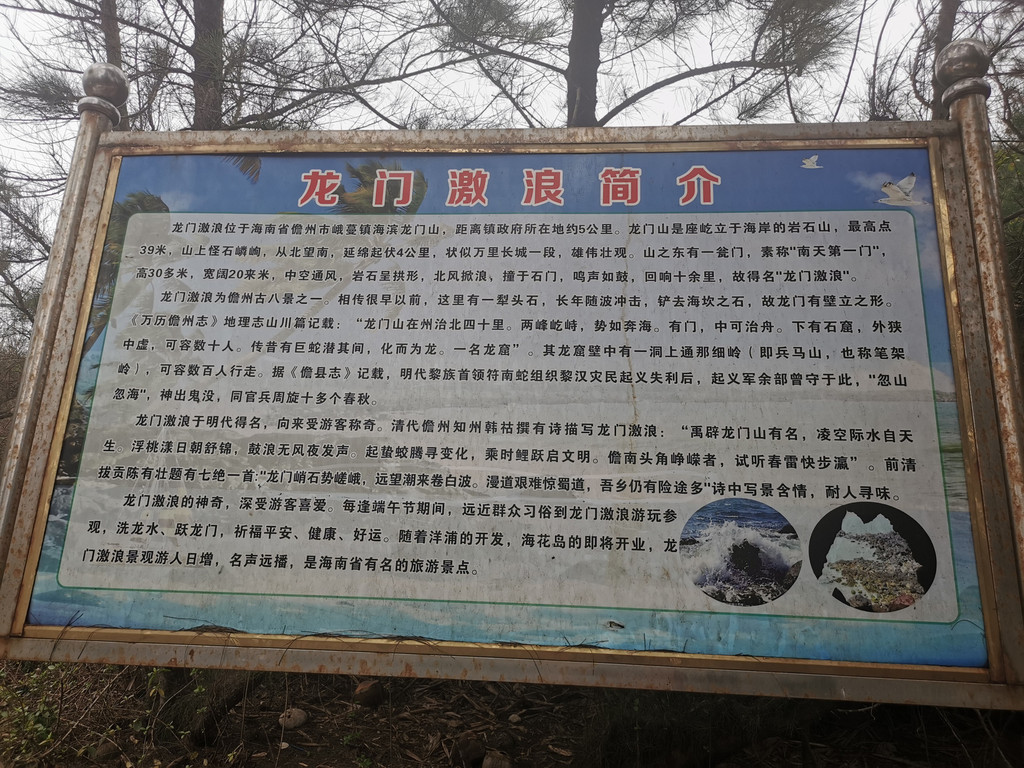 龙门激浪简介
龙门激浪位于海南省儋州市峨蔓镇海滨龙门山，距离镇政府所在地约5公里。龙门山是座屹立于海岸的岩石山，最高点
39米，山上怪石嶙峋，从北望南，延绵起伏4公里，状似万里长城一段，雄伟壮观。山之东有一瓮门，素称"南天第一门"，
高30多米，宽阔20来米，中空通风，岩石呈拱形，北风掀浪、撞于石门，鸣声如鼓，回响十余里，故得名"龙门激浪"。
龙门激浪为儋州古八景之一。相传很早以前，这里有一犁头石，长年随波冲击，铲去海坎之石，故龙门有壁立之形。
《万历儋州志》地理志山川篇记载：“龙门山在州治北四十里。两峰屹峙，势如奔海。有门，中可治舟。下有石窟，外狭
中虚，可容数十人。传昔有巨蛇潜其间，化而为龙。一名龙窟”。其龙窟壁中有一洞上通那细岭（即兵马山，也称笔架
岭），可容数百人行走。据《儋县志》记载，明代黎族首领符南蛇组织黎汉灾民起义失利后，起义军余部曾守于此，"忽山
忽海"，神出鬼没，同官兵周旋十多个春秋。
龙门激浪于明代得名，向来受游客称奇。清代儋州知州韩祜撰有诗描写龙门激浪：“禹辟龙门山有名，凌空际水自天
生。浮桃漾日朝舒锦，鼓浪无风夜发声。起蛰蛟腾寻变化，乘时鲤跃启文明。儋南头角峥嵘者，试听春雷快步瀛”。前清
拔贡陈有壮题有七绝一首:"龙门峭石势嵯峨，远望潮来卷白波。漫道艰难惊蜀道，吾乡仍有险途多"诗中写景含情，耐人寻味。
龙门激浪的神奇，深受游客喜爱。每逢端午节期间，远近群众习俗到龙门激浪游玩参
观，洗龙水、跃龙门，祈福平安、健康、好运。随着洋浦的开发，海花岛的即将开业，龙
门激浪景观游人日增，名声远播，是海南省有名的旅游景点。